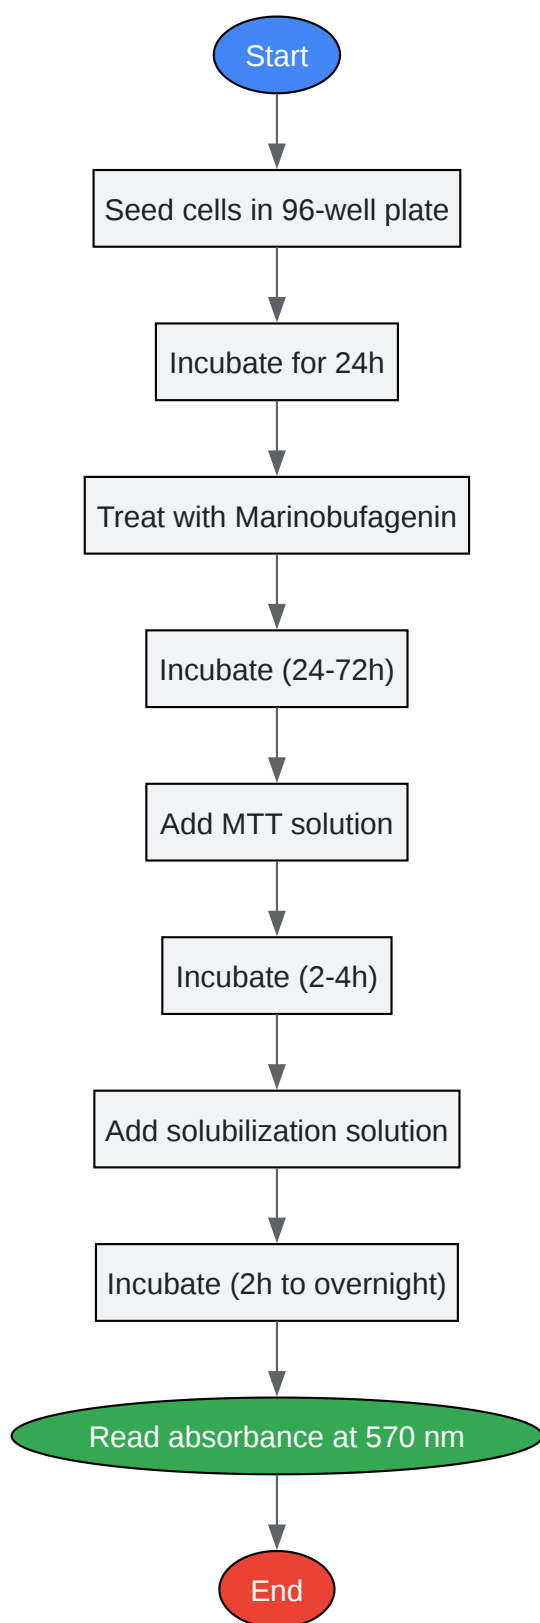 Start
Seed cells in 96-well plate
Incubate for 24h
Treat with Marinobufagenin
Incubate (24-72h)
Add MTT solution
Incubate (2-4h)
Add solubilization solution
Incubate (2h to overnight)
Read absorbance at 570 nm
End